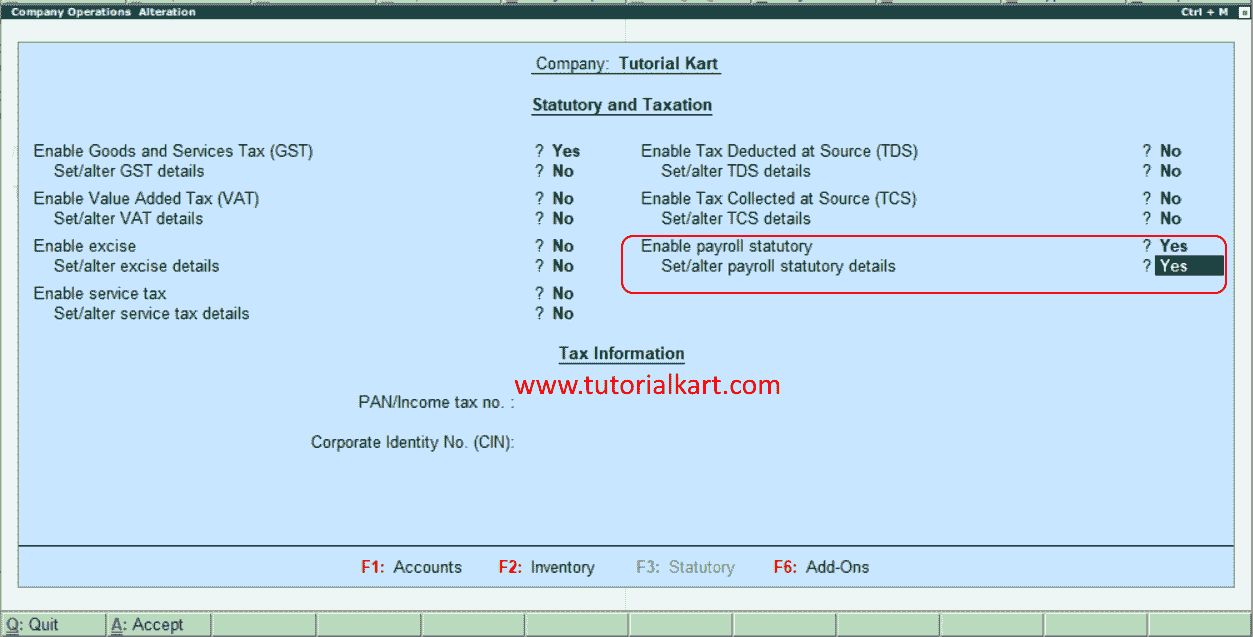 Company Operations Alteration Ctrl + M
Company: Tutorial Kart
Statutory and Taxation
Enable Goods and Services Tax (GST) ? Yes
Set/alter GST details ? No
Enable Value Added Tax (VAT) ? No
Set/alter VAT details ? No
Enable excise ? No
Set/alter excise details ? No
Enable service tax ? No
Set/alter service tax details ? No
Enable Tax Deducted at Source (TDS) ? No
Set/alter TDS details ? No
Enable Tax Collected at Source (TCS) ? No
Set/alter TCS details ? No
Enable payroll statutory ? Yes
Set/alter payroll statutory details ? Yes
Tax Information
www.tutorialkart.com
PAN/Income tax no. :
Corporate Identity No. (CIN):
F1: Accounts F2: Inventory F3: Statutory F6: Add-Ons
Q: Quit A: Accept